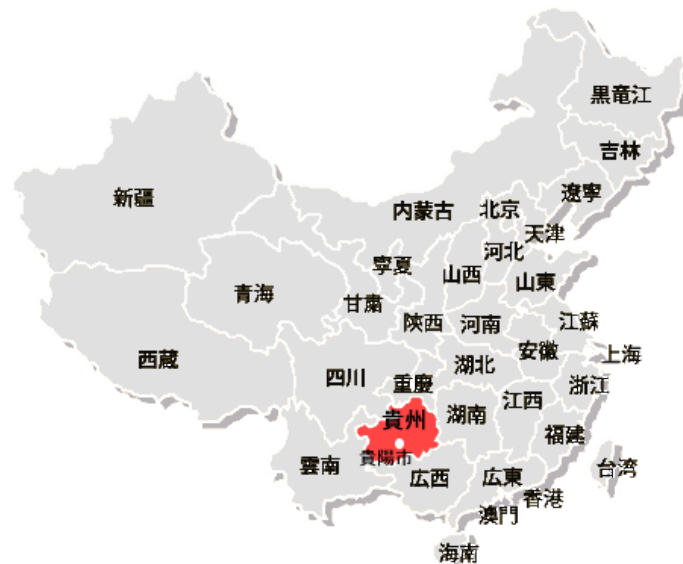 黒竜江
吉林
遼寧
新疆
内蒙古
北京
天津
河北
寧夏
山西
山東
青海
甘粛
陝西
河南
江蘇
安徽
上海
西蔵
四川
重慶
湖北
浙江
江西
貴州
湖南
福建
貴陽市
雲南
広西
広東
台湾
香港
澳門
海南